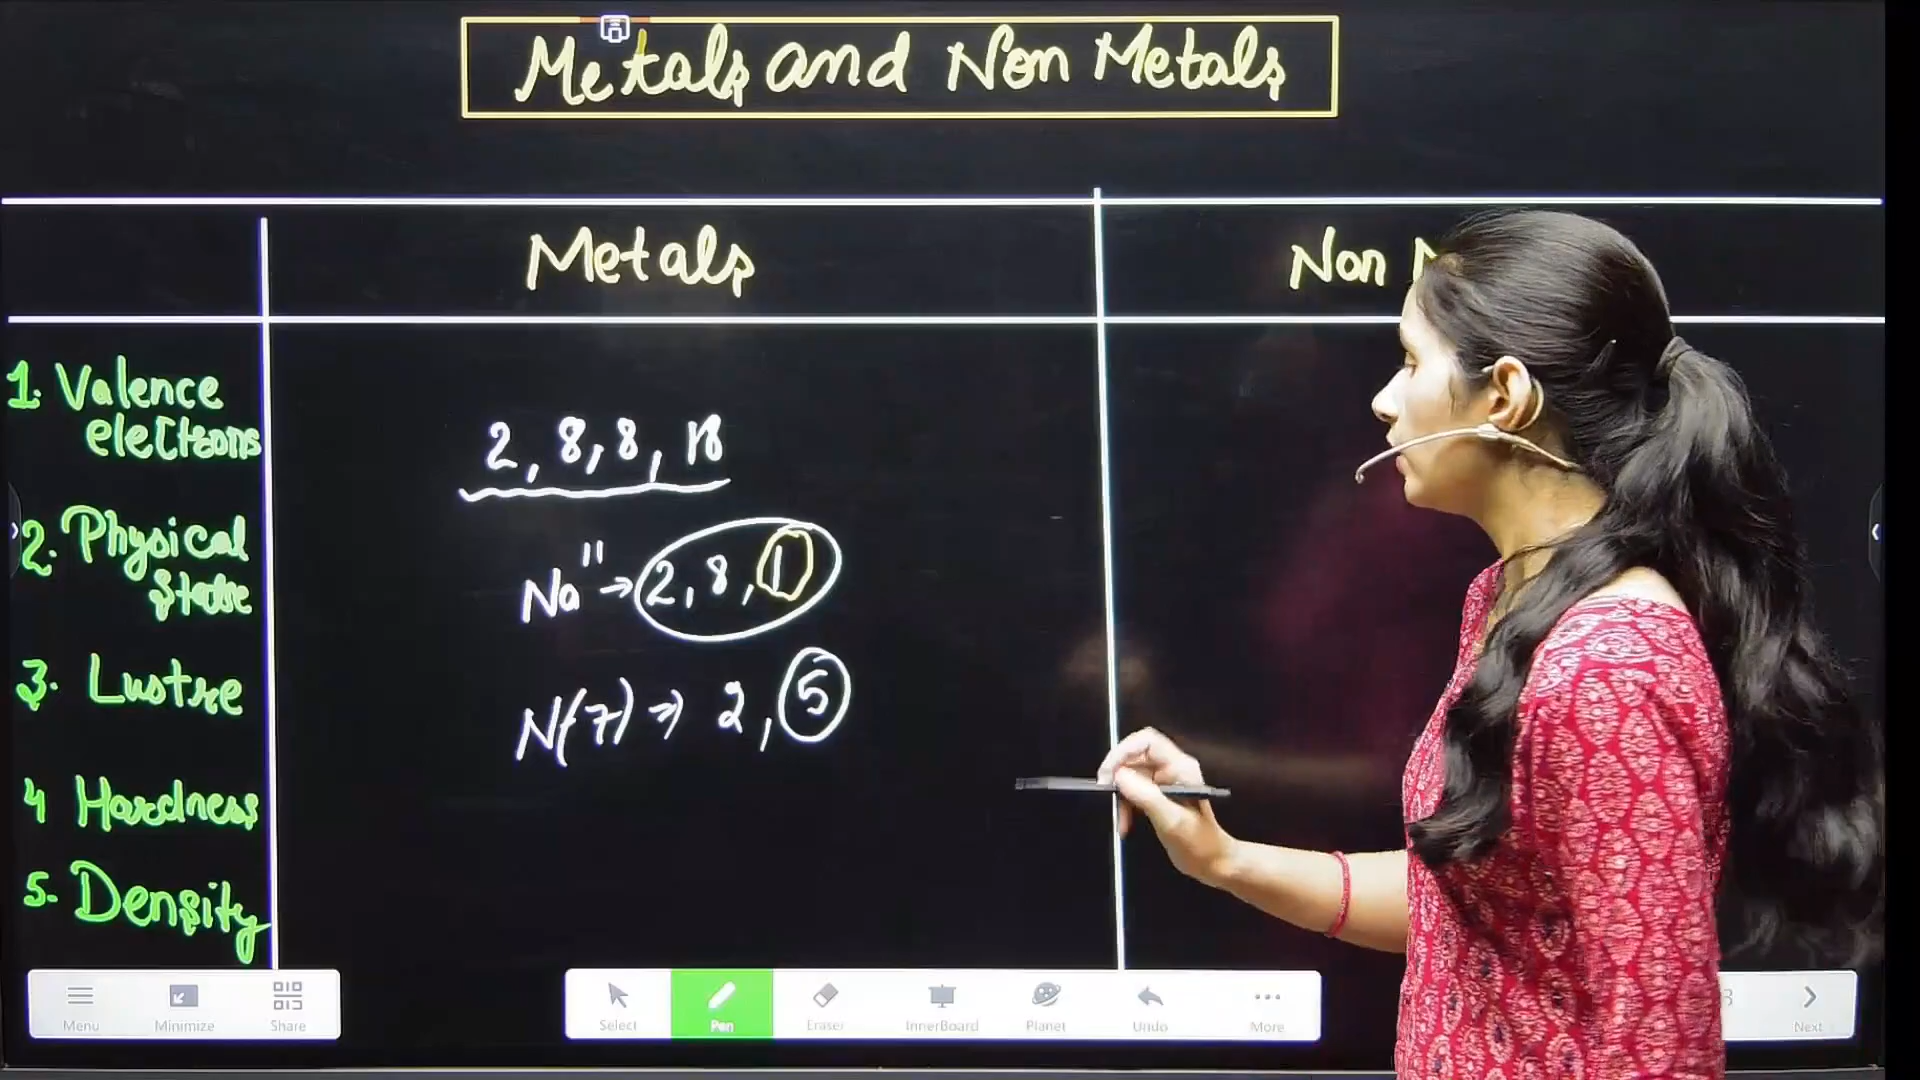 Metals and Non Metals
Metals
Non
1. Valence
electrons
2. Physical
State
3. Lustre
4 Hardness
5. Density
2, 8, 8, 18
Na 11 → 2, 8, 1
N(7) → 2, 5
Menu
Minimize
Share
Select
Pen
Eraser
InnerBoard
Planet
Undo
More
Next